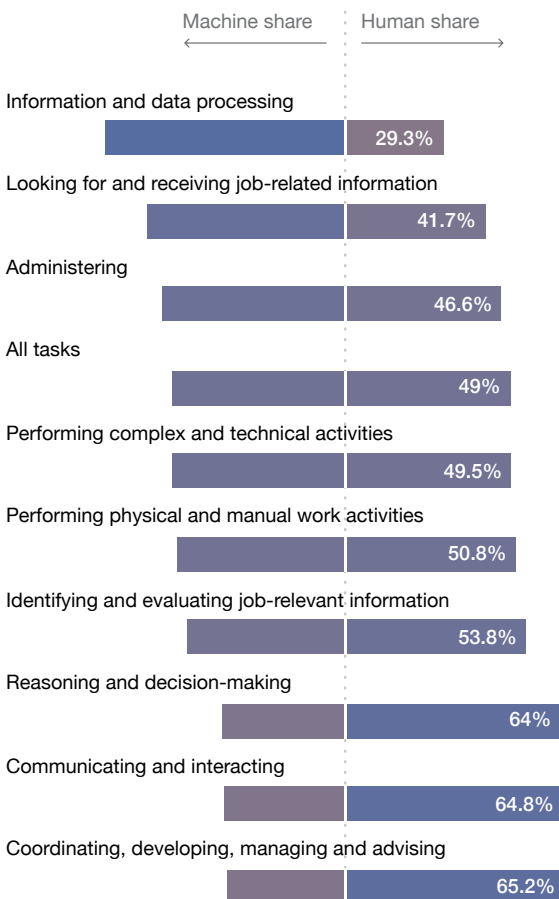 Machine share Human share
Information and data processing
29.3%
Looking for and receiving job-related information
41.7%
Administering
46.6%
All tasks
49%
Performing complex and technical activities
49.5%
Performing physical and manual work activities
50.8%
Identifying and evaluating job-relevant information
53.8%
Reasoning and decision-making
64%
Communicating and interacting
64.8%
Coordinating, developing, managing and advising
65.2%